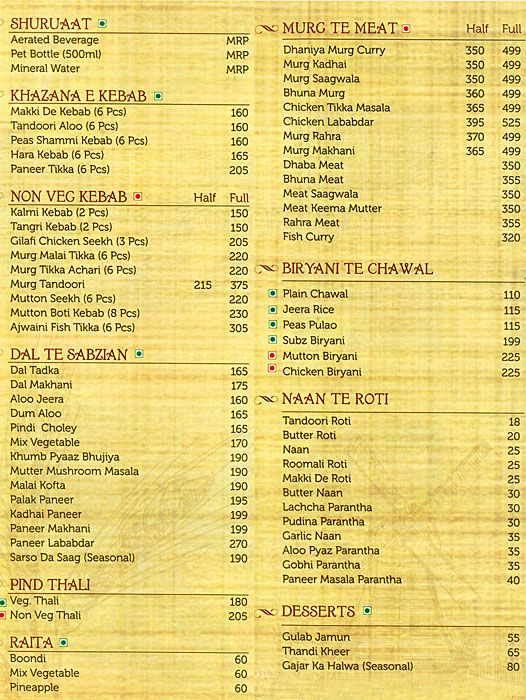 SHURUAAT
Aerated Beverage MRP
Pet Bottle (500ml) MRP
Mineral Water MRP
KHAZANA E KEBAB
Makki De Kebab (6 Pcs) 160
Tandoori Aloo (6 Pcs) 160
Peas Shammi Kebab (6 Pcs) 160
Hara Kebab (6 Pcs) 165
Paneer Tikka (6 Pcs) 205
NON VEG KEBAB Half Full
Kalmi Kebab (2 Pcs) 150
Tangri Kebab (2 Pcs) 150
Gilafi Chicken Seekh (3 Pcs) 205
Murg Malai Tikka (6 Pcs) 220
Murg Tikka Achari (6 Pcs) 220
Murg Tandoori 215 375
Mutton Seekh (6 Pcs) 220
Mutton Boti Kebab (8 Pcs) 230
Ajwaini Fish Tikka (6 Pcs) 305
DAL TE SABZIAN
Dal Tadka 165
Dal Makhani 175
Aloo Jeera 160
Dum Aloo 165
Pindi Choley 165
Mix Vegetable 170
Khumb Pyaaz Bhujiya 190
Mutter Mushroom Masala 190
Malai Kofta 190
Palak Paneer 195
Kadhai Paneer 199
Paneer Makhani 199
Paneer Lababdar 270
Sarso Da Saag (Seasonal) 190
PIND THALI
Veg. Thali 180
Non Veg Thali 205
RAITA
Boondi 60
Mix Vegetable 60
Pineapple 60
MURG TE MEAT Half Full
Dhaniya Murg Curry 350 499
Murg Kadhai 350 499
Murg Saagwala 350 499
Bhuna Murg 360 499
Chicken Tikka Masala 365 499
Chicken Lababdar 395 525
Murg Rahra 370 499
Murg Makhani 365 499
Dhaba Meat 350
Bhuna Meat 355
Meat Saagwala 350
Meat Keema Mutter 350
Rahra Meat 355
Fish Curry 320
BIRYANI TE CHAWAL
Plain Chawal 110
Jeera Rice 115
Peas Pulao 115
Subz Biryani 199
Mutton Biryani 225
Chicken Biryani 225
NAAN TE ROTI
Tandoori Roti 18
Butter Roti 20
Naan 25
Roomali Roti 25
Makki De Roti 25
Butter Naan 30
Lachcha Parantha 30
Pudina Parantha 30
Garlic Naan 35
Aloo Pyaz Parantha 35
Gobhi Parantha 35
Paneer Masala Parantha 40
DESSERTS
Gulab Jamun 55
Thandi Kheer 65
Gajar Ka Halwa (Seasonal) 80